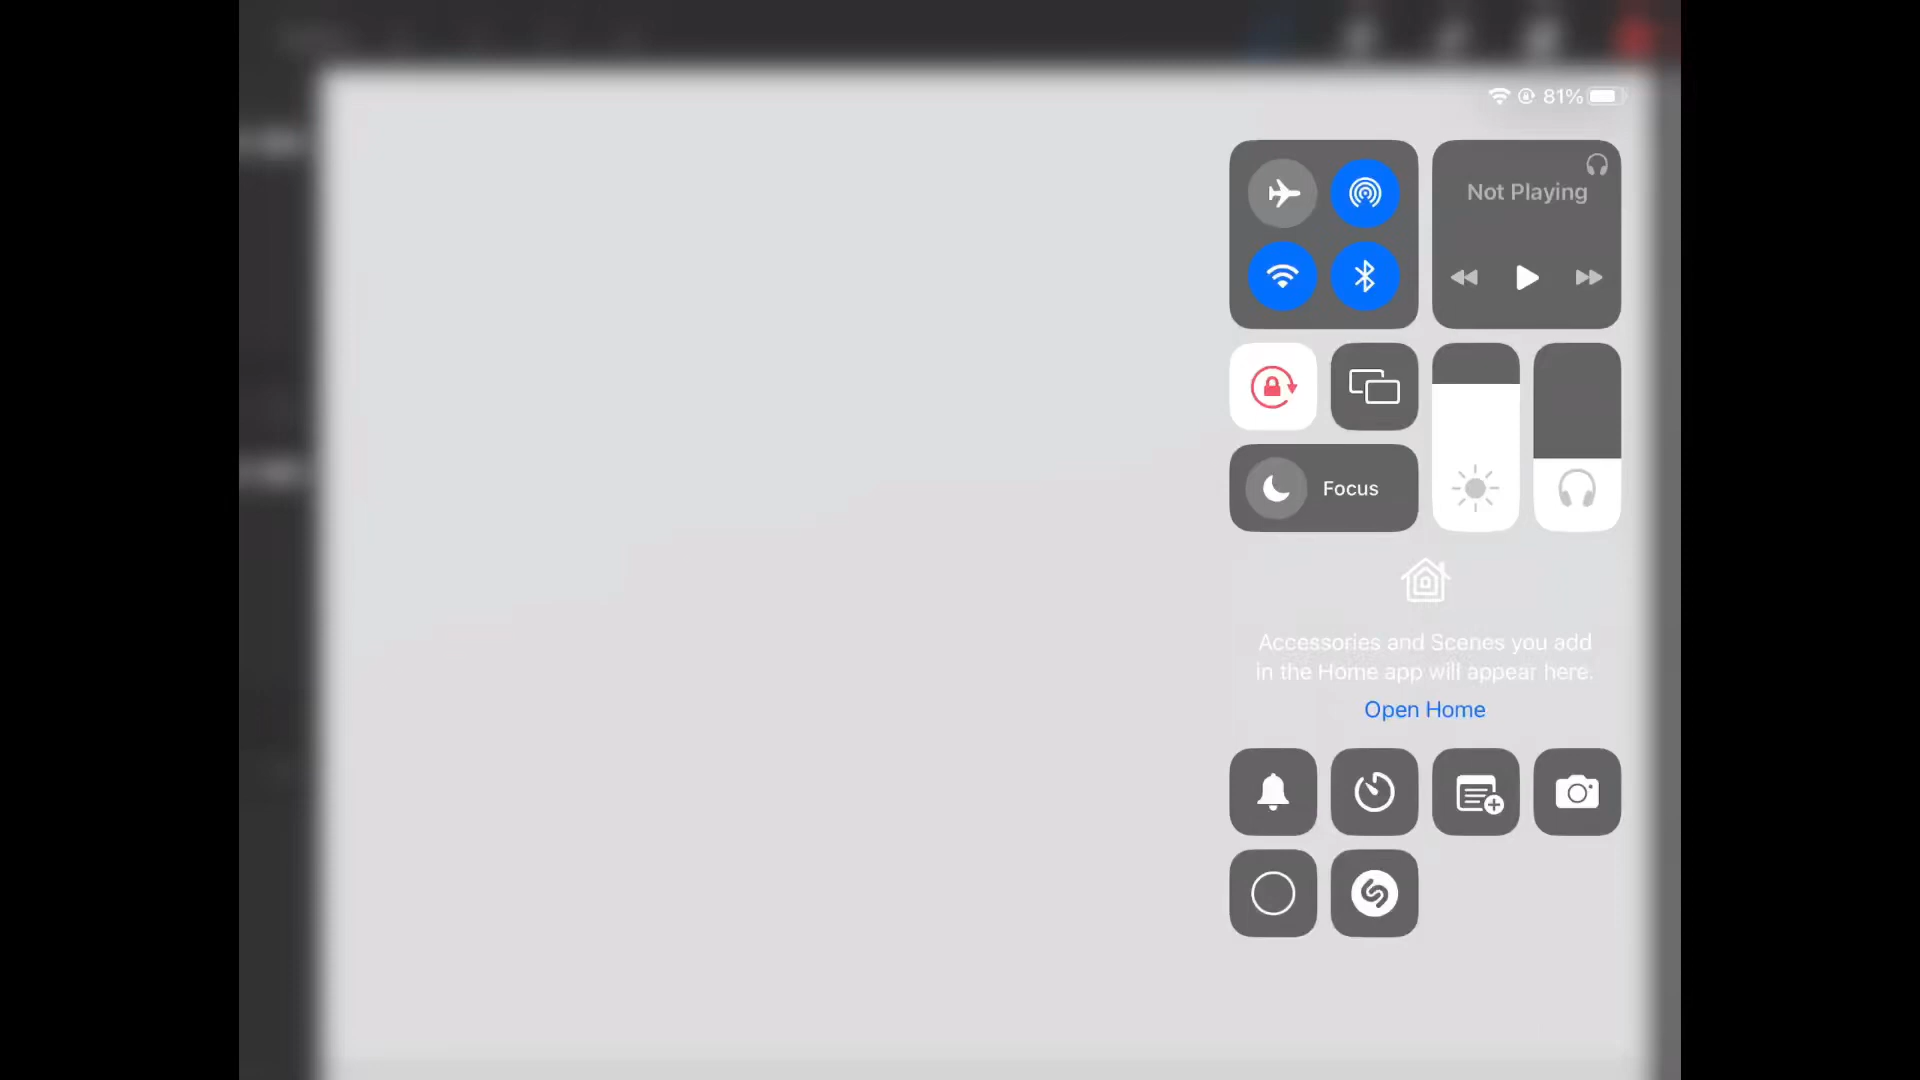 81%
Not Playing
Focus
Accessories and Scenes you add
in the Home app will appear here.
Open Home